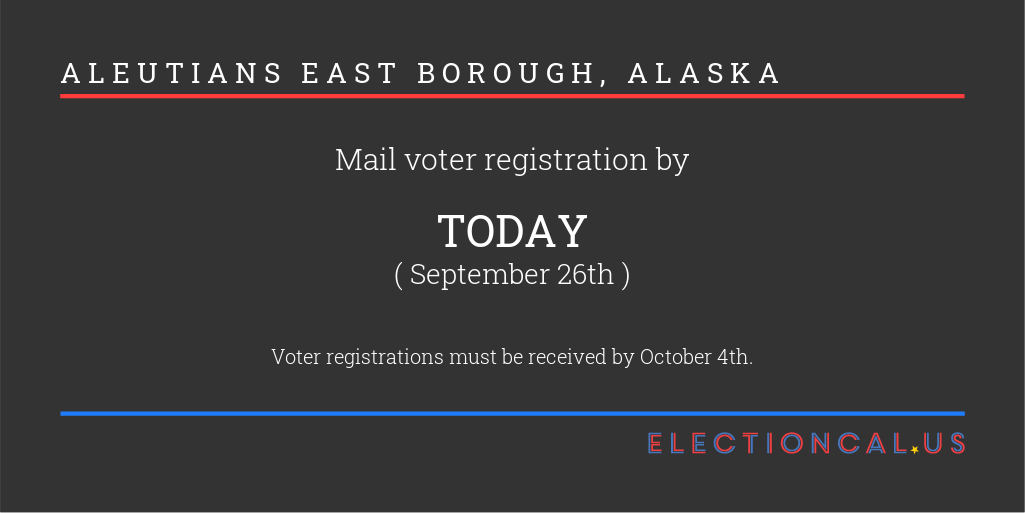 ALEUTIANS EAST BOROUGH, ALASKA
Mail voter registration by
TODAY
( September 26th )
Voter registrations must be received by October 4th.
ELECTIONCAL.US